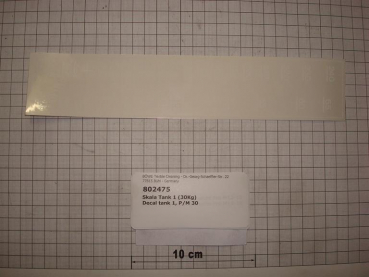 802475
Skala Tank 1 (30Kg)
Decal tank 1, P/M 30
10 cm